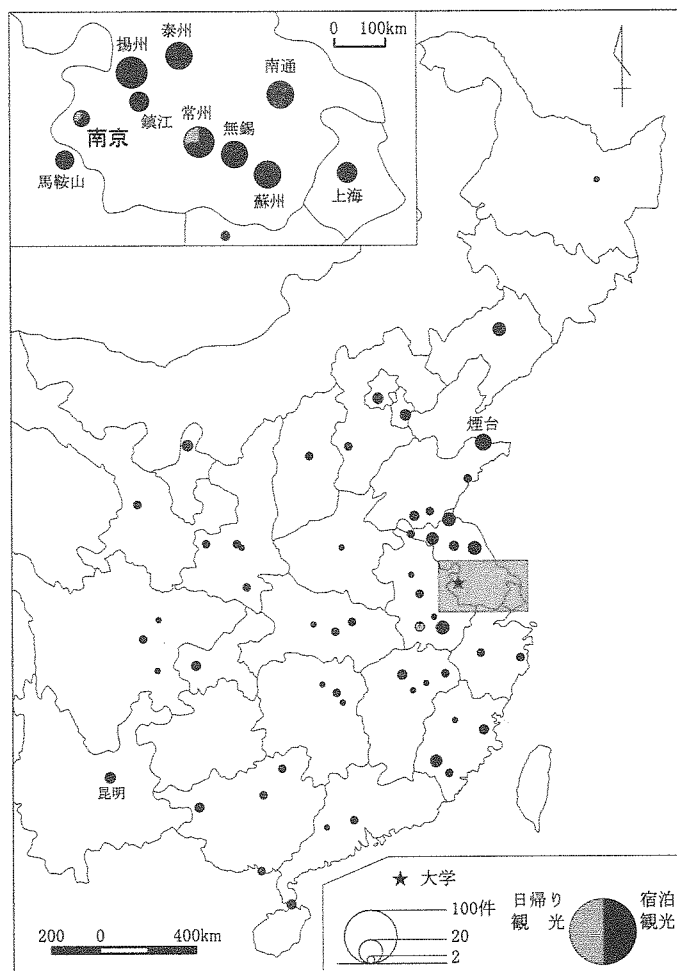 0 100km
泰州
揚州
南通
鎮江
常州
無錫
南京
馬鞍山
蘇州
上海
煙台
昆明
★ 大学
100件
20
2
日帰り
観光
宿泊
観光
200 0 400km